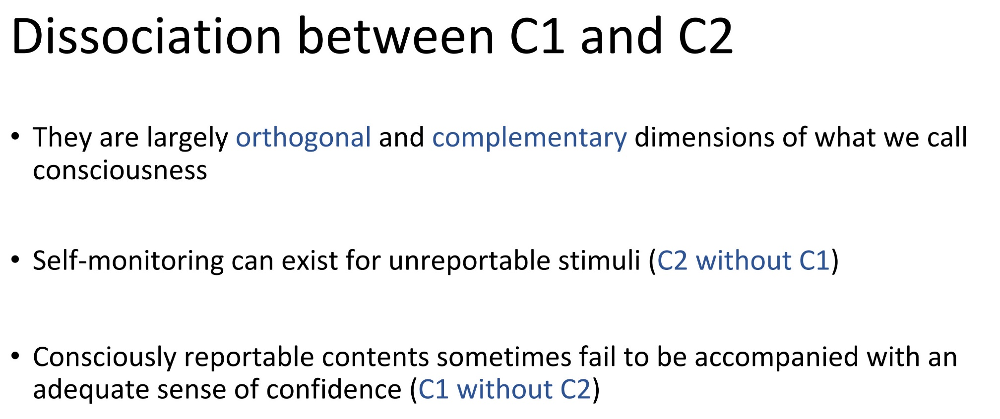 Dissociation between C1 and C2
• They are largely orthogonal and complementary dimensions of what we call
consciousness
• Self-monitoring can exist for unreportable stimuli (C2 without C1)
• Consciously reportable contents sometimes fail to be accompanied with an
adequate sense of confidence (C1 without C2)